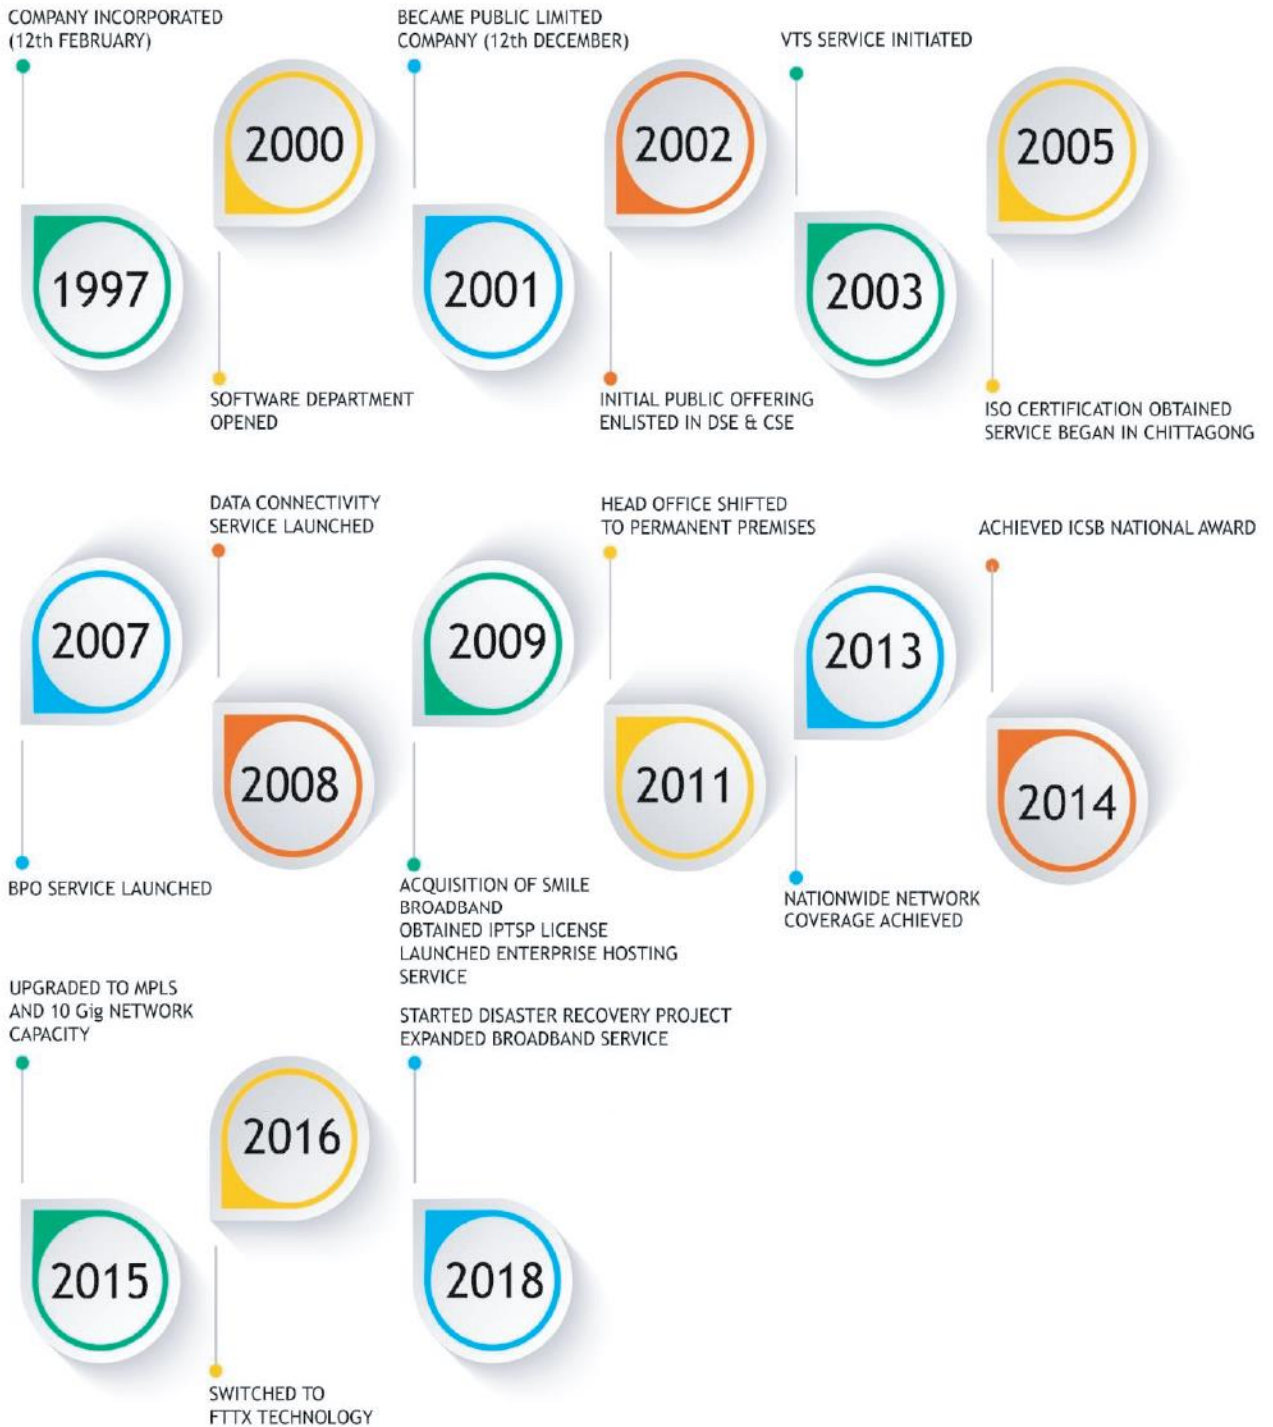 COMPANY INCORPORATED
(12th FEBRUARY)
1997
2000
SOFTWARE DEPARTMENT
OPENED
BECAME PUBLIC LIMITED
COMPANY (12th DECEMBER)
2001
2002
INITIAL PUBLIC OFFERING
ENLISTED IN DSE & CSE
VTS SERVICE INITIATED
2003
2005
ISO CERTIFICATION OBTAINED
SERVICE BEGAN IN CHITTAGONG
2007
BPO SERVICE LAUNCHED
DATA CONNECTIVITY
SERVICE LAUNCHED
2008
2009
ACQUISITION OF SMILE
BROADBAND
OBTAINED IPTSP LICENSE
LAUNCHED ENTERPRISE HOSTING
SERVICE
HEAD OFFICE SHIFTED
TO PERMANENT PREMISES
2011
2013
NATIONWIDE NETWORK
COVERAGE ACHIEVED
ACHIEVED ICSB NATIONAL AWARD
2014
UPGRADED TO MPLS
AND 10 Gig NETWORK
CAPACITY
2015
2016
SWITCHED TO
FTTX TECHNOLOGY
STARTED DISASTER RECOVERY PROJECT
EXPANDED BROADBAND SERVICE
2018